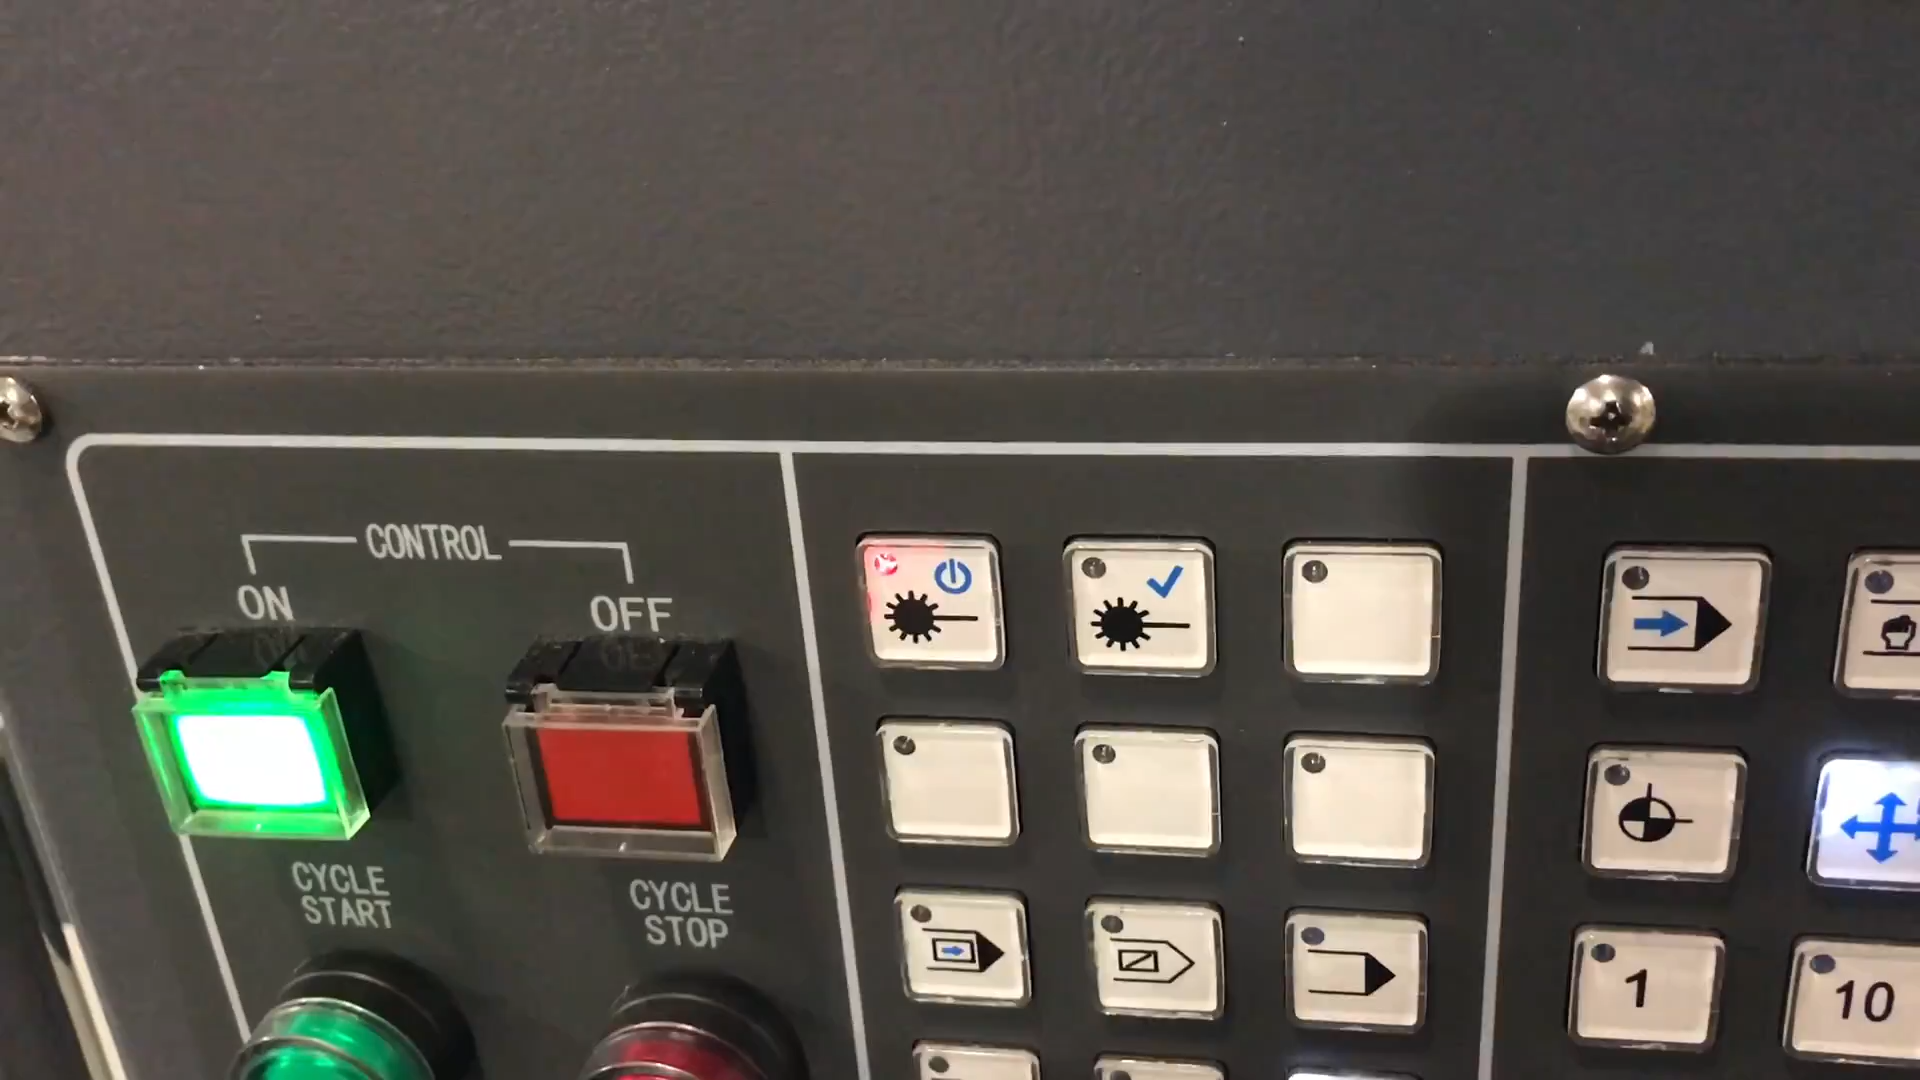 CONTROL
ON
OFF
CYCLE
START
CYCLE
STOP
1
10